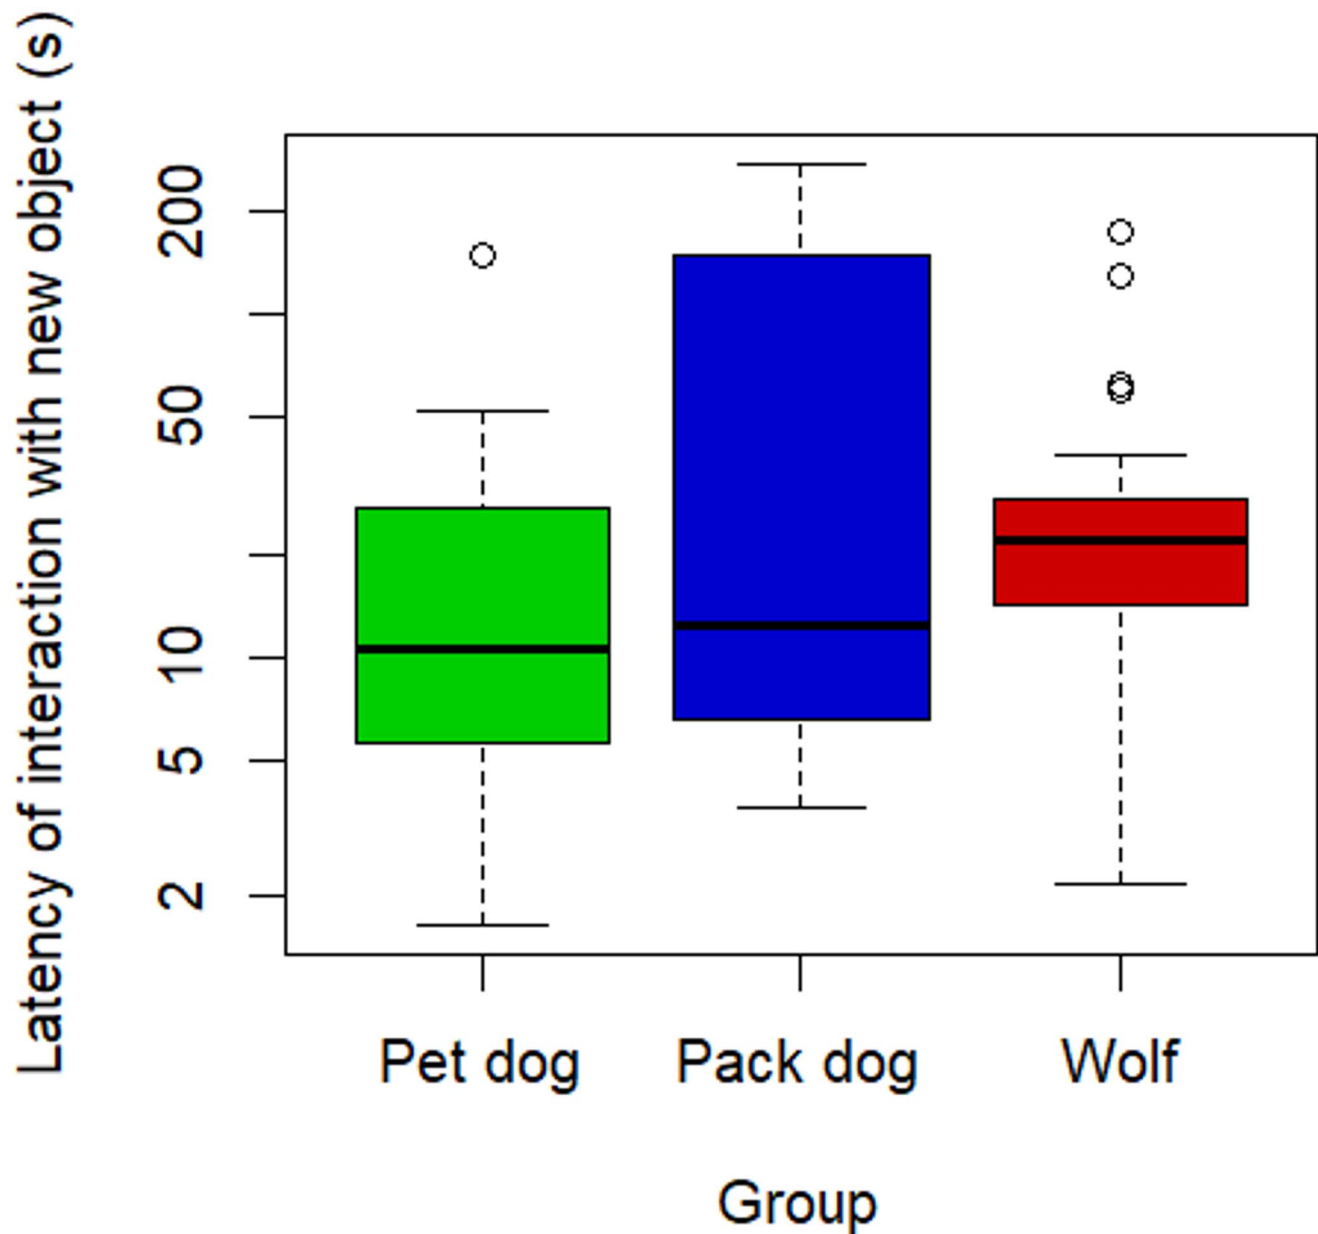 Latency of interaction with new object (s)
200
50
10
5
2
Pet dog Pack dog Wolf
Group